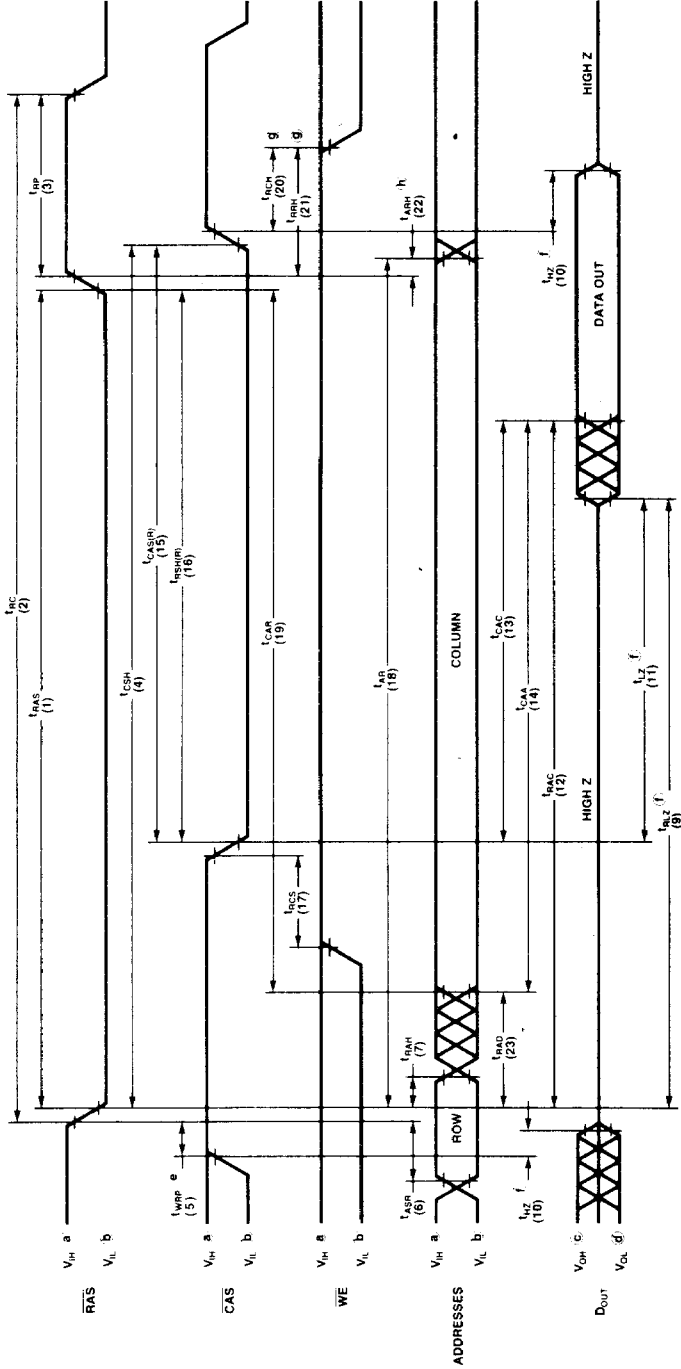 tRC
(2)
tRAS
(1)
tRP
(3)
RAS
VIH a
VIL b
tCSH
(4)
tWRP e
(5)
tCAS(R)
(15)
tRSH(R)
(16)
CAS
VIH a
VIL b
tCAR
(19)
tRCS
(17)
tRCH g
(20)
tRRH g
(21)
WE
VIH a
VIL b
tAR
(18)
tASR
(6)
tRAH
(7)
tARH h
(22)
ADDRESSES
VIH a
VIL b
ROW
COLUMN
tRAD
(23)
tCAC
(13)
tCAA
(14)
tRAC
(12)
tHZ f
(10)
tHZ f
(10)
DOUT
VOH c
VOL d
HIGH Z
DATA OUT
HIGH Z
tLZ f
(11)
tRLZ f
(9)